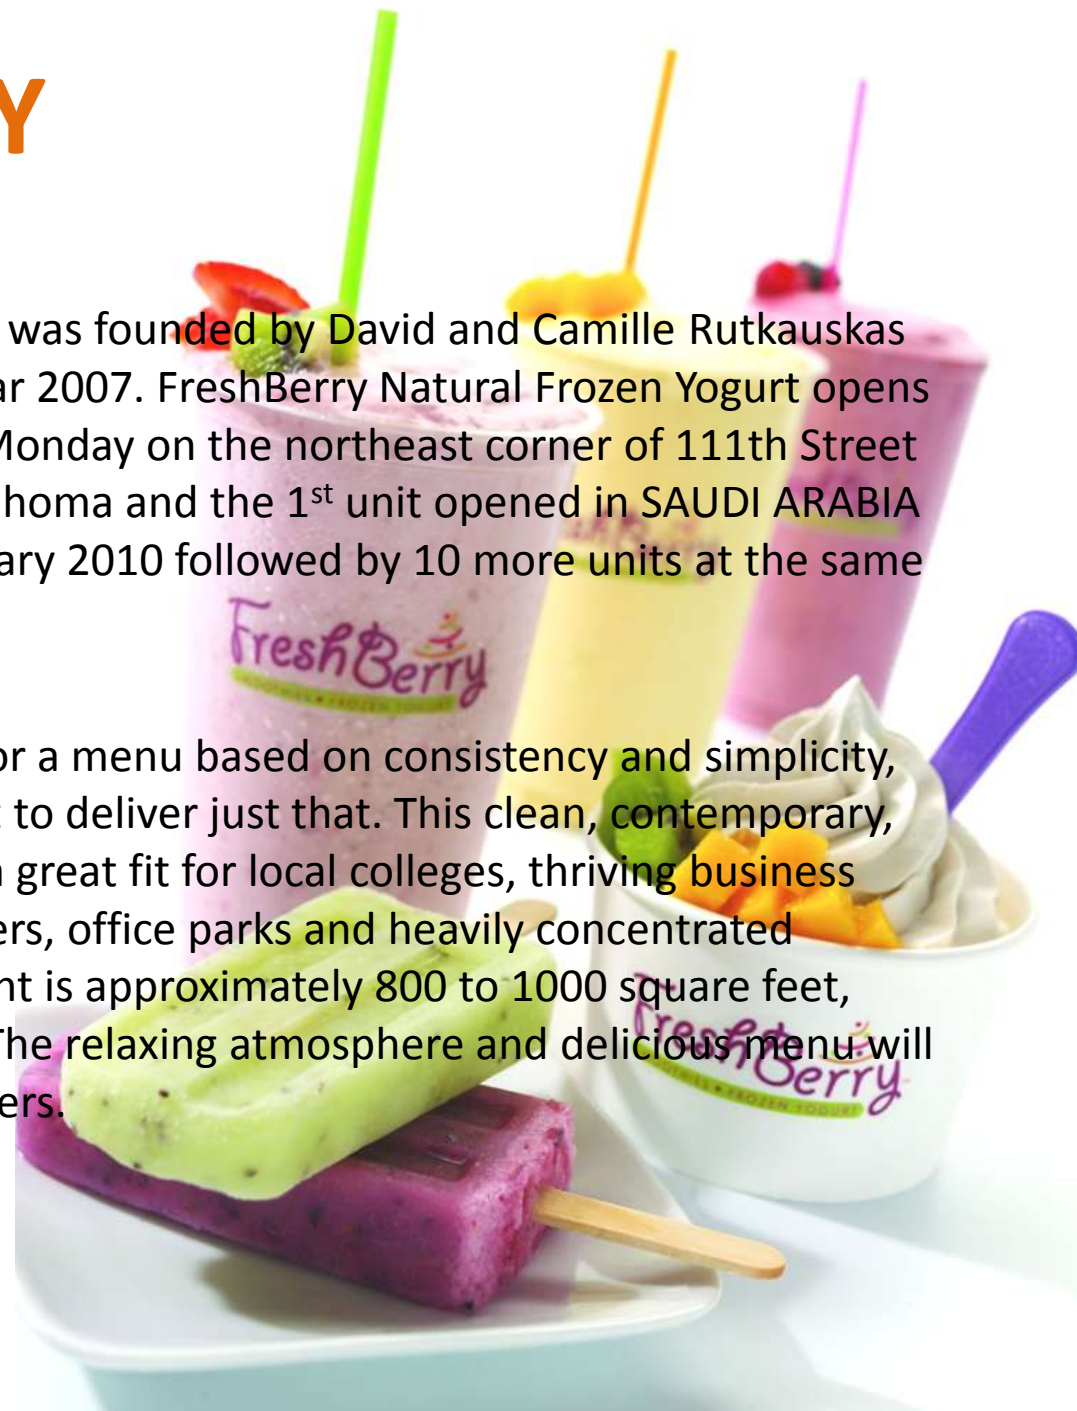 Y
was founded by David and Camille Rutkauskas
ar 2007. FreshBerry Natural Frozen Yogurt opens
Monday on the northeast corner of 111th Street
homa and the 1st unit opened in SAUDI ARABIA
ary 2010 followed by 10 more units at the same
FreshBerry
FROZEN YOGURT
or a menu based on consistency and simplicity,
t to deliver just that. This clean, contemporary,
a great fit for local colleges, thriving business
ers, office parks and heavily concentrated
nt is approximately 800 to 1000 square feet,
The relaxing atmosphere and delicious menu will
ers.
FreshBerry
FROZEN YOGURT